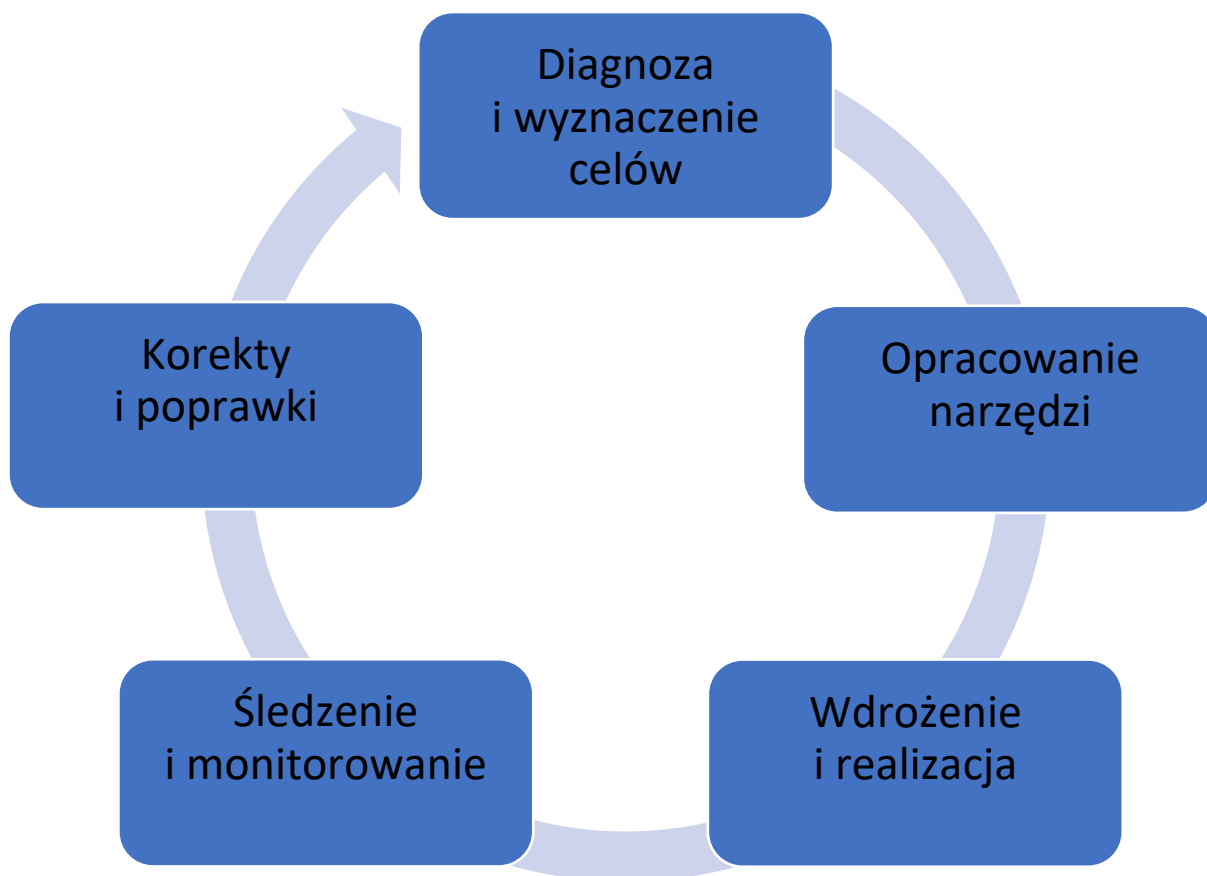 Diagnoza
i wyznaczenie
celów
Opracowanie
narzędzi
Wdrożenie
i realizacja
Śledzenie
i monitorowanie
Korekty
i poprawki